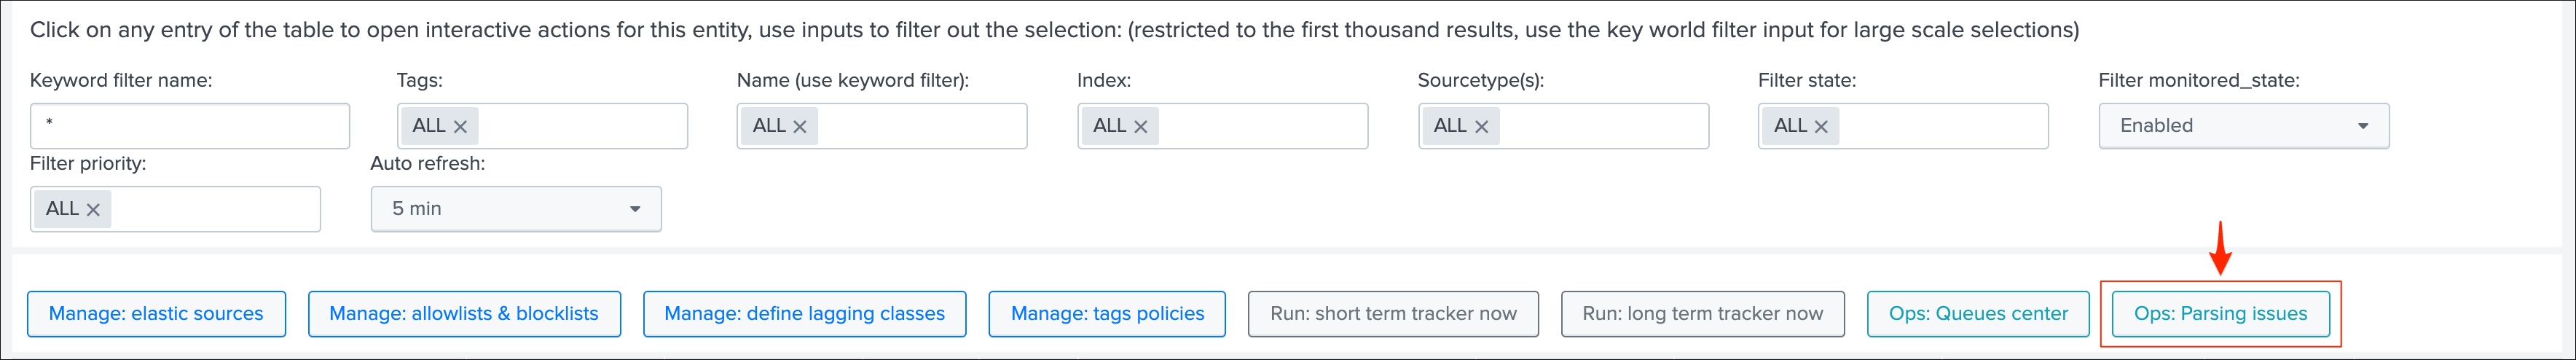 Click on any entry of the table to open interactive actions for this entity, use inputs to filter out the selection: (restricted to the first thousand results, use the key world filter input for large scale selections)
Keyword filter name: Tags: Name (use keyword filter): Index: Sourcetype(s): Filter state: Filter monitored_state:
* ALL × ALL × ALL × ALL × ALL × Enabled
Filter priority: Auto refresh:
ALL × 5 min
Manage: elastic sources Manage: allowlists & blocklists Manage: define lagging classes Manage: tags policies Run: short term tracker now Run: long term tracker now Ops: Queues center Ops: Parsing issues